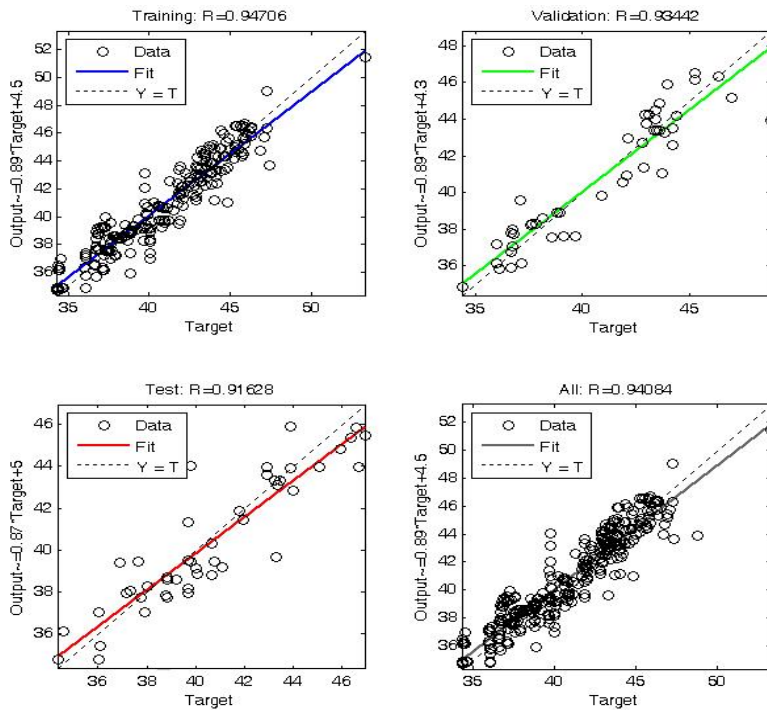 Training: R=0.94706
Data
Fit
Y = T
Output~=0.89*Target+4.5
52
50
48
46
44
42
40
38
36
35
40
45
50
Target
Validation: R=0.93442
Data
Fit
Y = T
Output~=0.89*Target+4.3
48
46
44
42
40
38
36
35
40
45
Target
Test: R=0.91628
Data
Fit
Y = T
Output~=0.87*Target+5
46
44
42
40
38
36
36
38
40
42
44
46
Target
All: R=0.94084
Data
Fit
Y = T
Output~=0.89*Target+4.5
52
50
48
46
44
42
40
38
36
35
40
45
50
Target